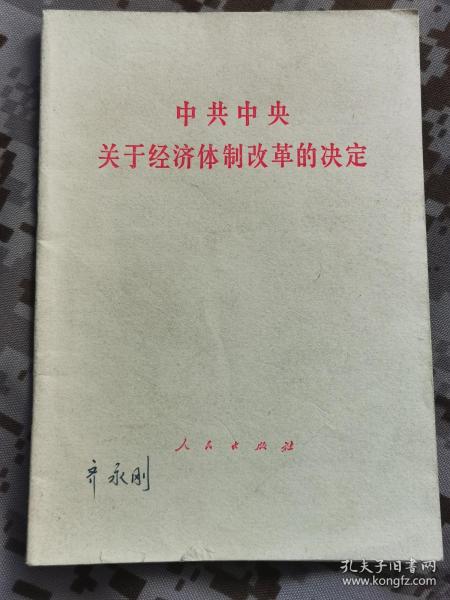 中共中央
关于经济体制改革的决定
人民出版社
齐永刚
孔夫子旧书网
www.kongfz.com